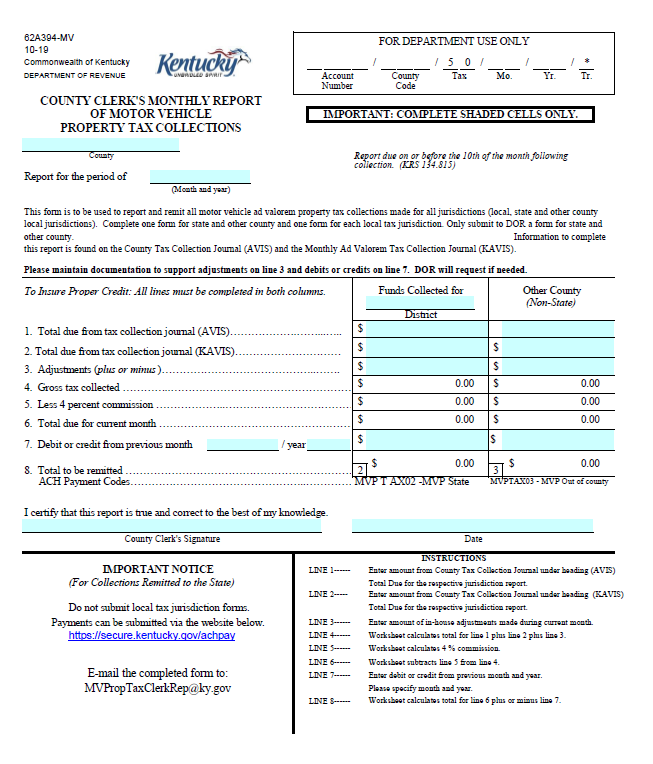 62A394-MV
10-19
Commonwealth of Kentucky
DEPARTMENT OF REVENUE
Kentucky
UNBRIDLED SPIRIT
FOR DEPARTMENT USE ONLY
__ __ __ / __ __ __ / 5 0 / __ __ / __ __ / *
Account Number County Code Tax Mo. Yr. Tr.
COUNTY CLERK'S MONTHLY REPORT
OF MOTOR VEHICLE
PROPERTY TAX COLLECTIONS
IMPORTANT: COMPLETE SHADED CELLS ONLY.
County
Report due on or before the 10th of the month following
collection. (KRS 134.815)
Report for the period of
(Month and year)
This form is to be used to report and remit all motor vehicle ad valorem property tax collections made for all jurisdictions (local, state and other county
local jurisdictions). Complete one form for state and other county and one form for each local tax jurisdiction. Only submit to DOR a form for state and
other county. Information to complete
this report is found on the County Tax Collection Journal (AVIS) and the Monthly Ad Valorem Tax Collection Journal (KAVIS).
Please maintain documentation to support adjustments on line 3 and debits or credits on line 7. DOR will request if needed.
To Insure Proper Credit: All lines must be completed in both columns.
Funds Collected for
District
Other County
(Non-State)
1. Total due from tax collection journal (AVIS)…………………...….. $
2. Total due from tax collection journal (KAVIS)………………………… $ $
3. Adjustments (plus or minus )…………………………………...…….. $ $
4. Gross tax collected ……………………………………………………… $ 0.00 $ 0.00
5. Less 4 percent commission ……………………………………………… $ 0.00 $ 0.00
6. Total due for current month ……………………………………………… $ 0.00 $ 0.00
7. Debit or credit from previous month / year $ $
8. Total to be remitted ……………………………………………………… 2 $ 0.00 3 $ 0.00
ACH Payment Codes……………………………………...……………… MVP T AX02 -MVP State MVPTAX03 - MVP Out of county
I certify that this report is true and correct to the best of my knowledge.
County Clerk's Signature Date
IMPORTANT NOTICE
(For Collections Remitted to the State)
Do not submit local tax jurisdiction forms.
Payments can be submitted via the website below.
https://secure.kentucky.gov/achpay
E-mail the completed form to:
MVPropTaxClerkRep@ky.gov
INSTRUCTIONS
LINE 1------ Enter amount from County Tax Collection Journal under heading (AVIS)
Total Due for the respective jurisdiction report.
LINE 2----- Enter amount from County Tax Collection Journal under heading (KAVIS)
Total Due for the respective jurisdiction report.
LINE 3------ Enter amount of in-house adjustments made during current month.
LINE 4------ Worksheet calculates total for line 1 plus line 2 plus line 3.
LINE 5------ Worksheet calculates 4 % commission.
LINE 6------ Worksheet subtracts line 5 from line 4.
LINE 7------ Enter debit or credit from previous month and year.
Please specify month and year.
LINE 8------ Worksheet calculates total for line 6 plus or minus line 7.